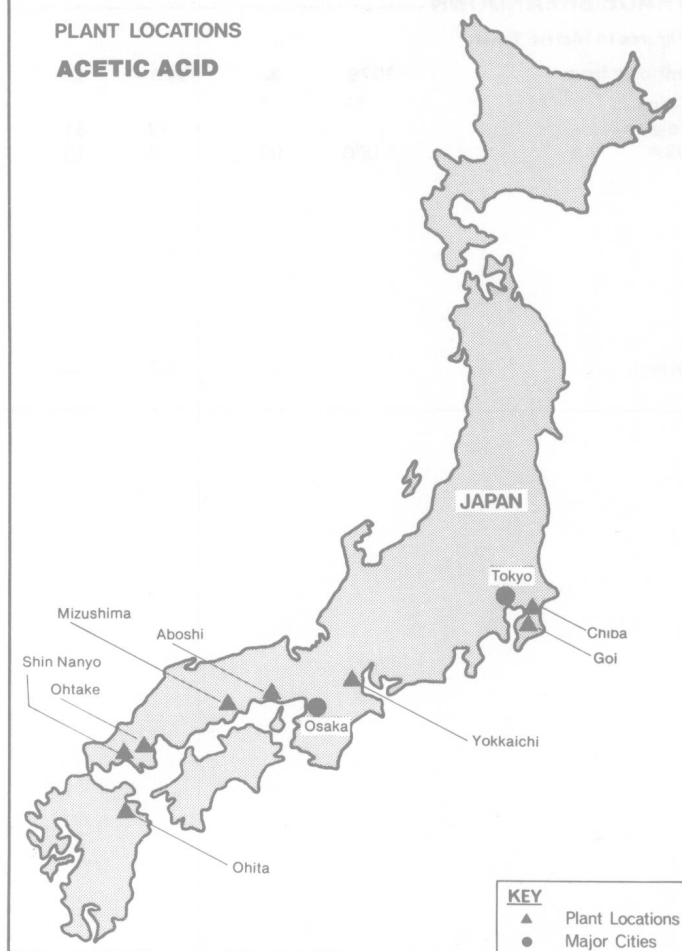 PLANT LOCATIONS
ACETIC ACID
JAPAN
Tokyo
Chiba
Goi
Mizushima
Aboshi
Shin Nanyo
Ohtake
Osaka
Yokkaichi
Ohita
KEY
▲ Plant Locations
● Major Cities